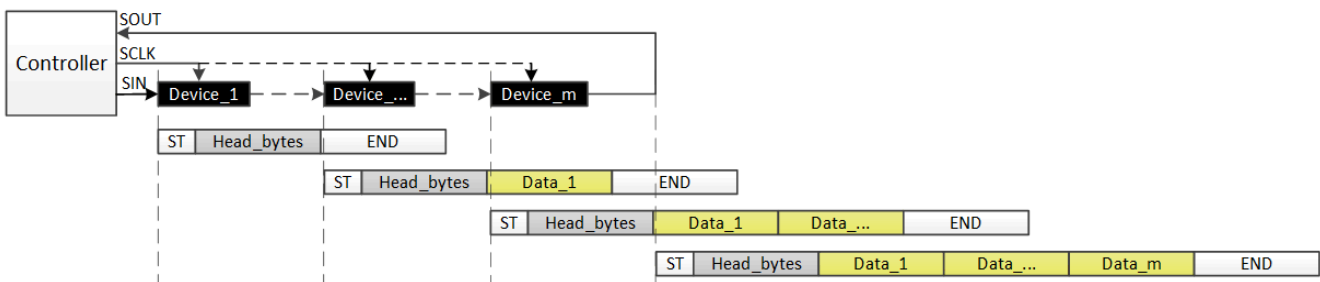 SOUT
Controller
SCLK
SIN
Device_1
Device_...
Device_m
ST Head_bytes END
ST Head_bytes Data_1 END
ST Head_bytes Data_1 Data_... END
ST Head_bytes Data_1 Data_... Data_m END